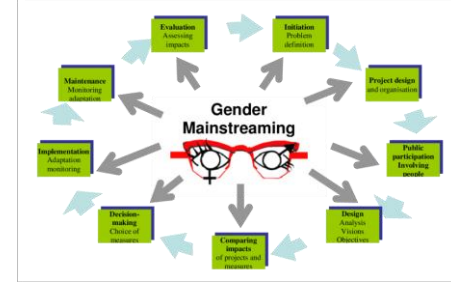 Gender
Mainstreaming
Initiation
Problem
definition
Project design
and organisation
Public
participation
Involving
people
Design
Analysis
Visions
Objectives
Comparing
impacts
of projects and
measures
Decision-
making
Choice of
measures
Implementation
Adaptation
monitoring
Maintenance
Monitoring
adaptation
Evaluation
Assessing
impacts